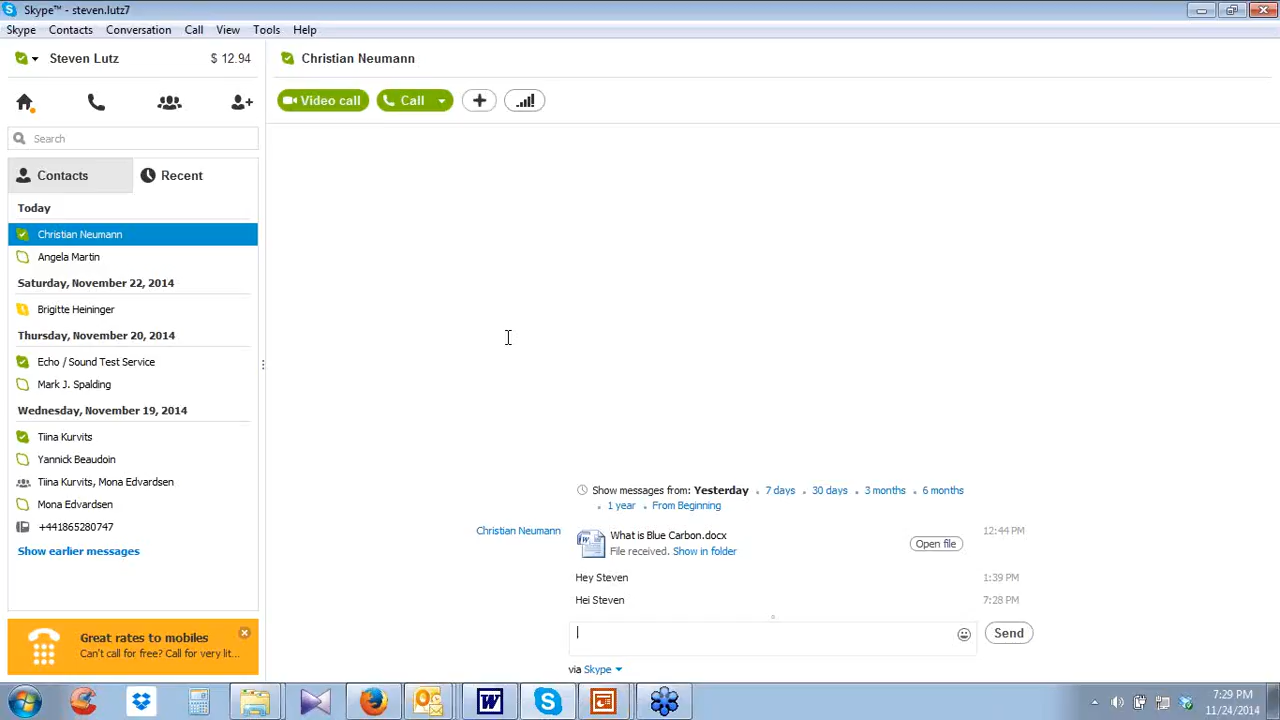 Skype™ - steven.lutz7
Skype Contacts Conversation Call View Tools Help
Steven Lutz $ 12.94
Search
Contacts Recent
Today
Christian Neumann
Angela Martin
Saturday, November 22, 2014
Brigitte Heininger
Thursday, November 20, 2014
Echo / Sound Test Service
Mark J. Spalding
Wednesday, November 19, 2014
Tiina Kurvits
Yannick Beaudoin
Tiina Kurvits, Mona Edvardsen
Mona Edvardsen
+441865280747
Show earlier messages
Great rates to mobiles
Can't call for free? Call for very lit...
Christian Neumann
Video call Call
Show messages from: Yesterday 7 days 30 days 3 months 6 months
1 year From Beginning
Christian Neumann What is Blue Carbon.docx 12:44 PM
File received. Show in folder Open file
Hey Steven 1:39 PM
Hei Steven 7:28 PM
Send
via Skype
7:29 PM
11/24/2014